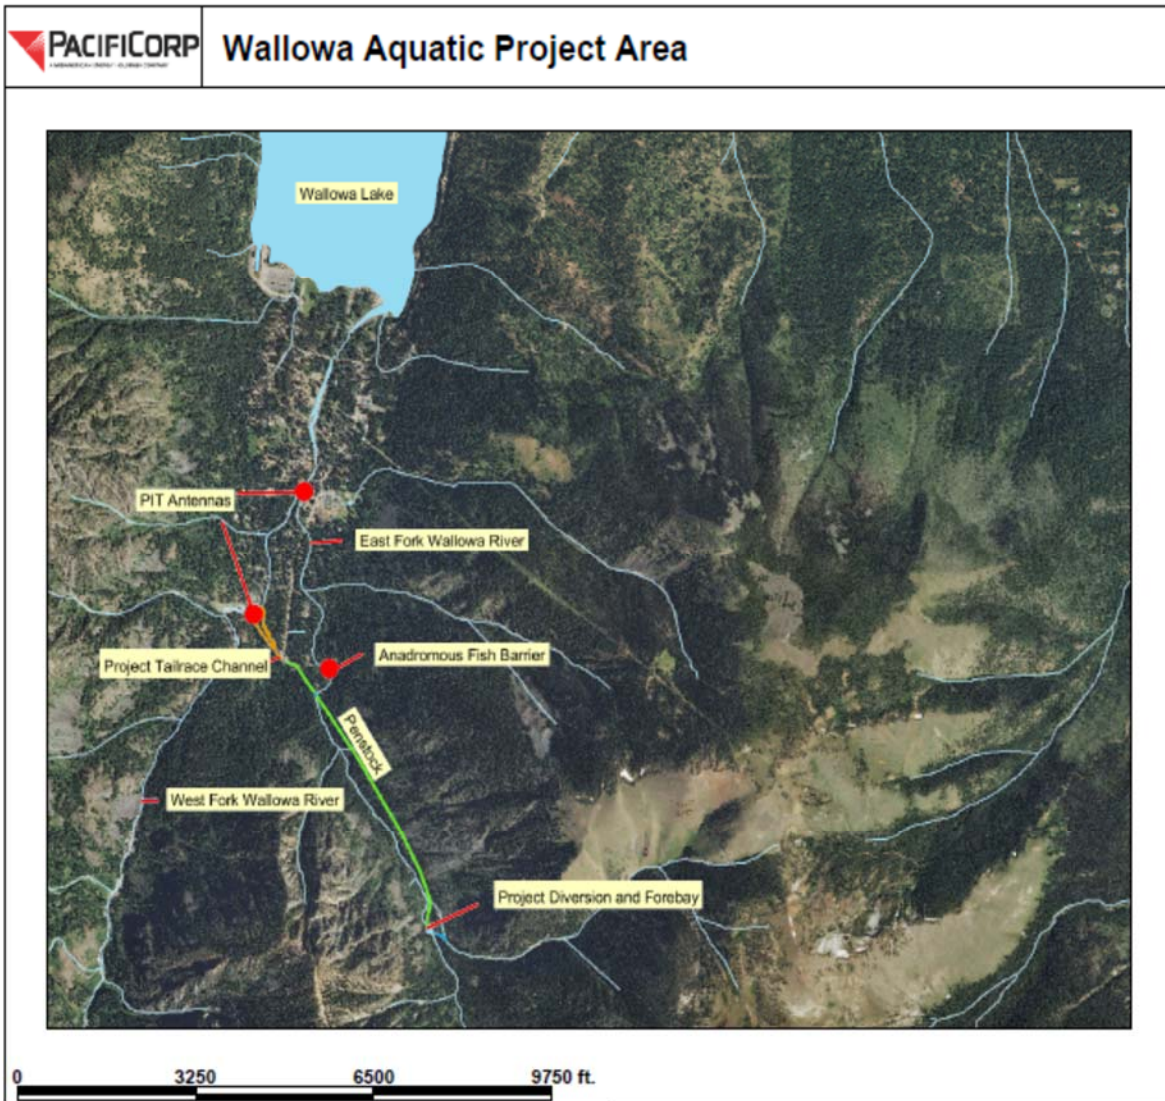 PACIFICORP
Wallowa Aquatic Project Area
Wallowa Lake
PIT Antennas
East Fork Wallowa River
Project Tailrace Channel
Anadromous Fish Barrier
Penstock
West Fork Wallowa River
Project Diversion and Forebay
0 3250 6500 9750 ft.